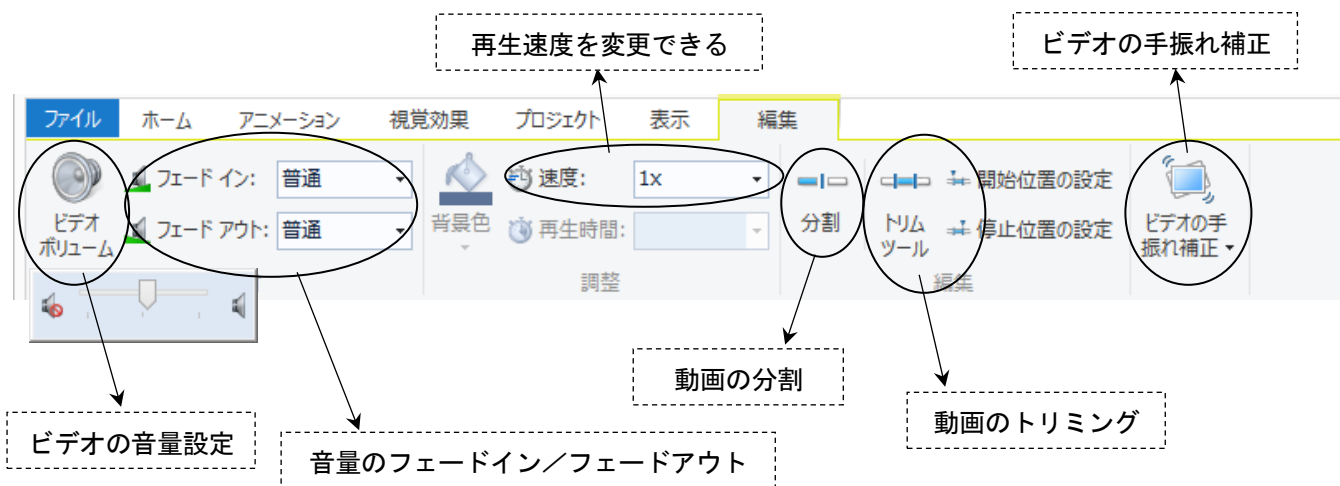 再生速度を変更できる
ビデオの手振れ補正
ファイル ホーム アニメーション 視覚効果 プロジェクト 表示 編集
フェード イン: 普通
速度: 1x
開始位置の設定
ビデオ
ボリューム
フェード アウト: 普通
背景色
再生時間:
分割
トリム
ツール
停止位置の設定
ビデオの手
振れ補正
調整
編集
動画の分割
動画のトリミング
ビデオの音量設定
音量のフェードイン／フェードアウト